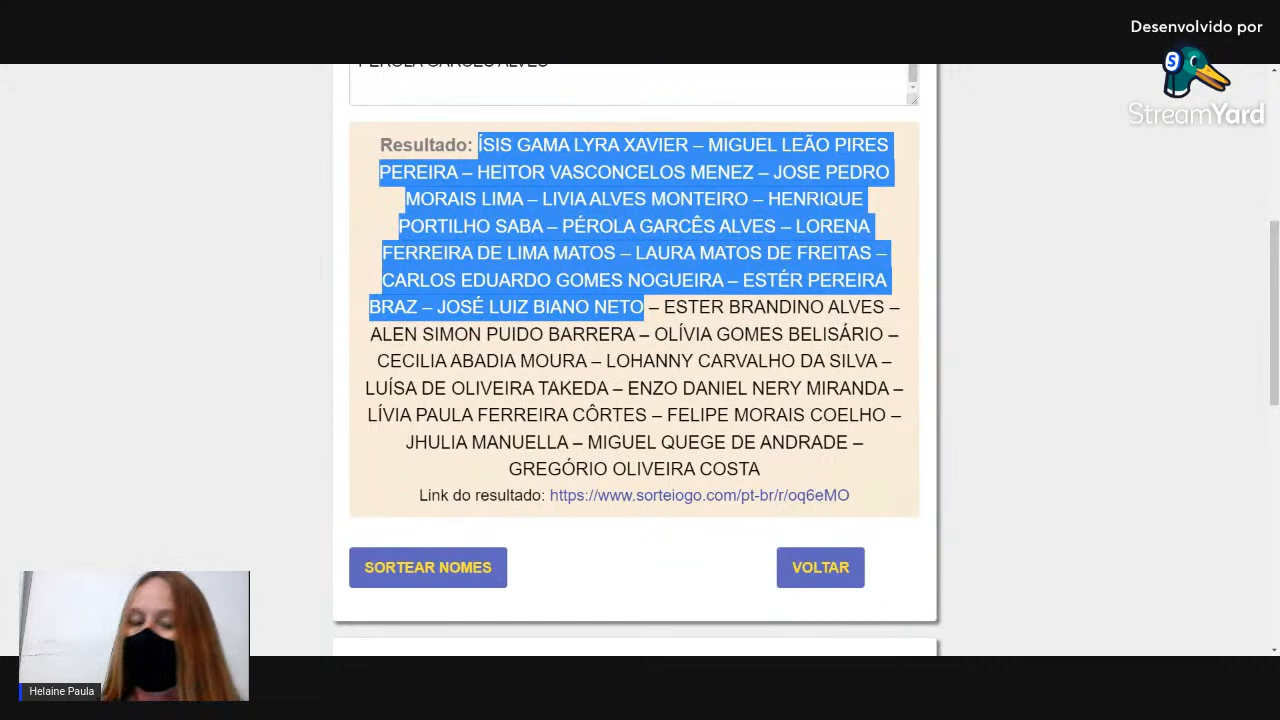 Desenvolvido por
StreamYard
PÉROLA GARCÊS ALVES
Resultado: ÍSIS GAMA LYRA XAVIER – MIGUEL LEÃO PIRES
PEREIRA – HEITOR VASCONCELOS MENEZ – JOSE PEDRO
MORAIS LIMA – LIVIA ALVES MONTEIRO – HENRIQUE
PORTILHO SABA – PÉROLA GARCÊS ALVES – LORENA
FERREIRA DE LIMA MATOS – LAURA MATOS DE FREITAS –
CARLOS EDUARDO GOMES NOGUEIRA – ESTÉR PEREIRA
BRAZ – JOSÉ LUIZ BIANO NETO – ESTER BRANDINO ALVES –
ALEN SIMON PUIDO BARRERA – OLÍVIA GOMES BELISÁRIO –
CECILIA ABADIA MOURA – LOHANNY CARVALHO DA SILVA –
LUÍSA DE OLIVEIRA TAKEDA – ENZO DANIEL NERY MIRANDA –
LÍVIA PAULA FERREIRA CÔRTES – FELIPE MORAIS COELHO –
JHULIA MANUELLA – MIGUEL QUEGE DE ANDRADE –
GREGÓRIO OLIVEIRA COSTA
Link do resultado: https://www.sorteiogo.com/pt-br/r/oq6eMO
SORTEAR NOMES
VOLTAR
Helaine Paula